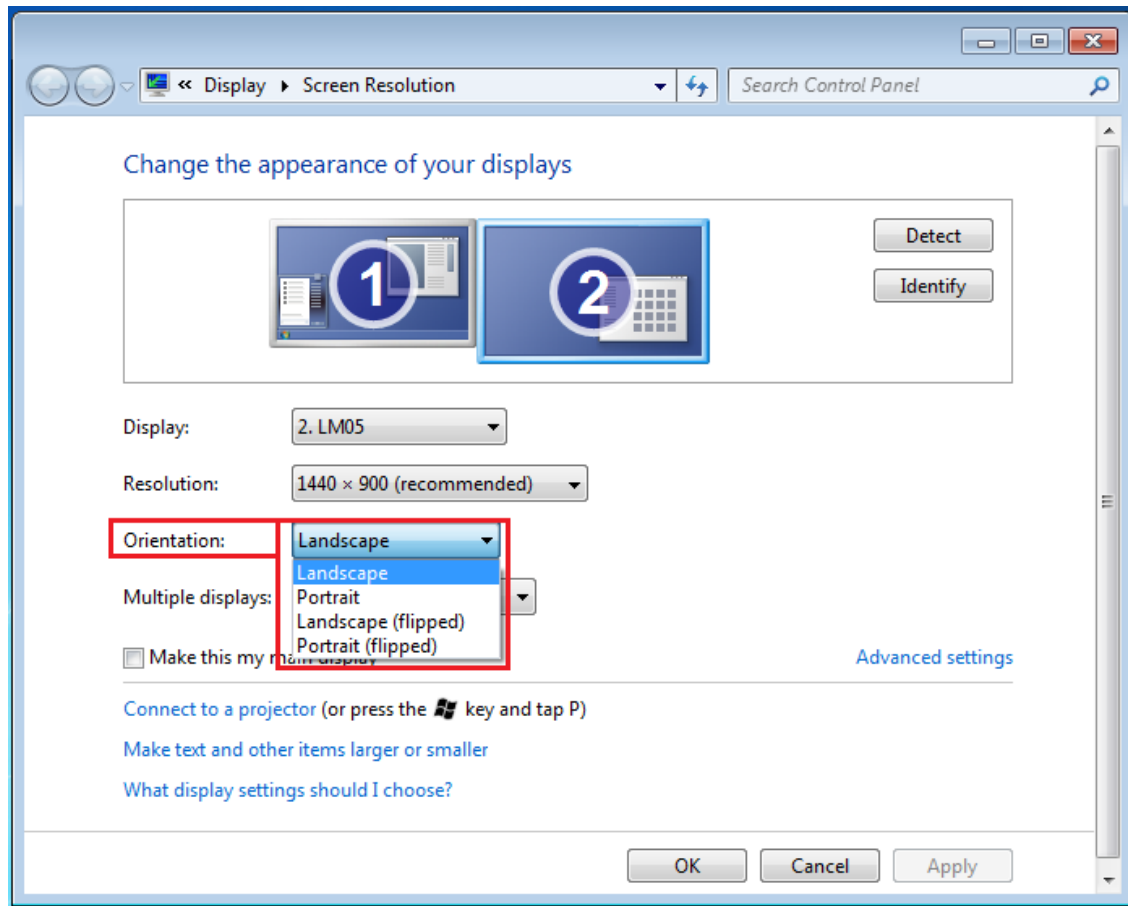 « Display ▸ Screen Resolution
Search Control Panel
Change the appearance of your displays
1
2
Detect
Identify
Display: 2. LM05
Resolution: 1440 × 900 (recommended)
Orientation: Landscape
Landscape
Portrait
Landscape (flipped)
Portrait (flipped)
Multiple displays:
Make this my main display
Advanced settings
Connect to a projector (or press the key and tap P)
Make text and other items larger or smaller
What display settings should I choose?
OK Cancel Apply